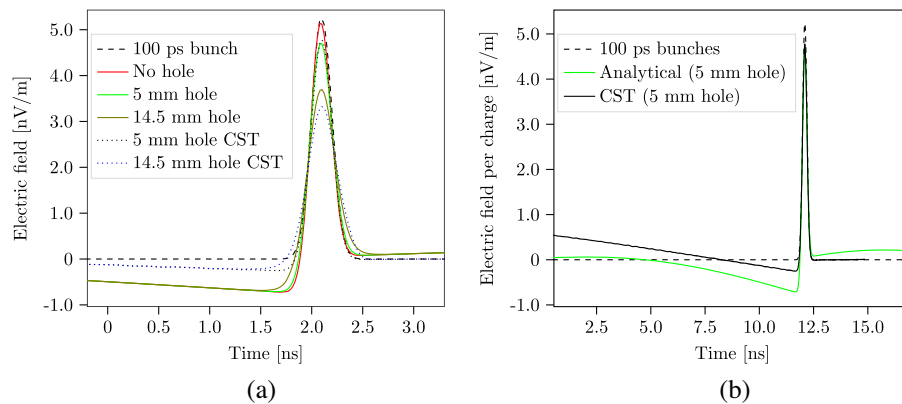 Electric field [nV/m]
5.0
4.0
3.0
2.0
1.0
0
-1.0
100 ps bunch
No hole
5 mm hole
14.5 mm hole
5 mm hole CST
14.5 mm hole CST
0 0.5 1.0 1.5 2.0 2.5 3.0
Time [ns]
(a)
Electric field per charge [nV/m]
5.0
4.0
3.0
2.0
1.0
0
-1.0
100 ps bunches
Analytical (5 mm hole)
CST (5 mm hole)
2.5 5.0 7.5 10.0 12.5 15.0
Time [ns]
(b)